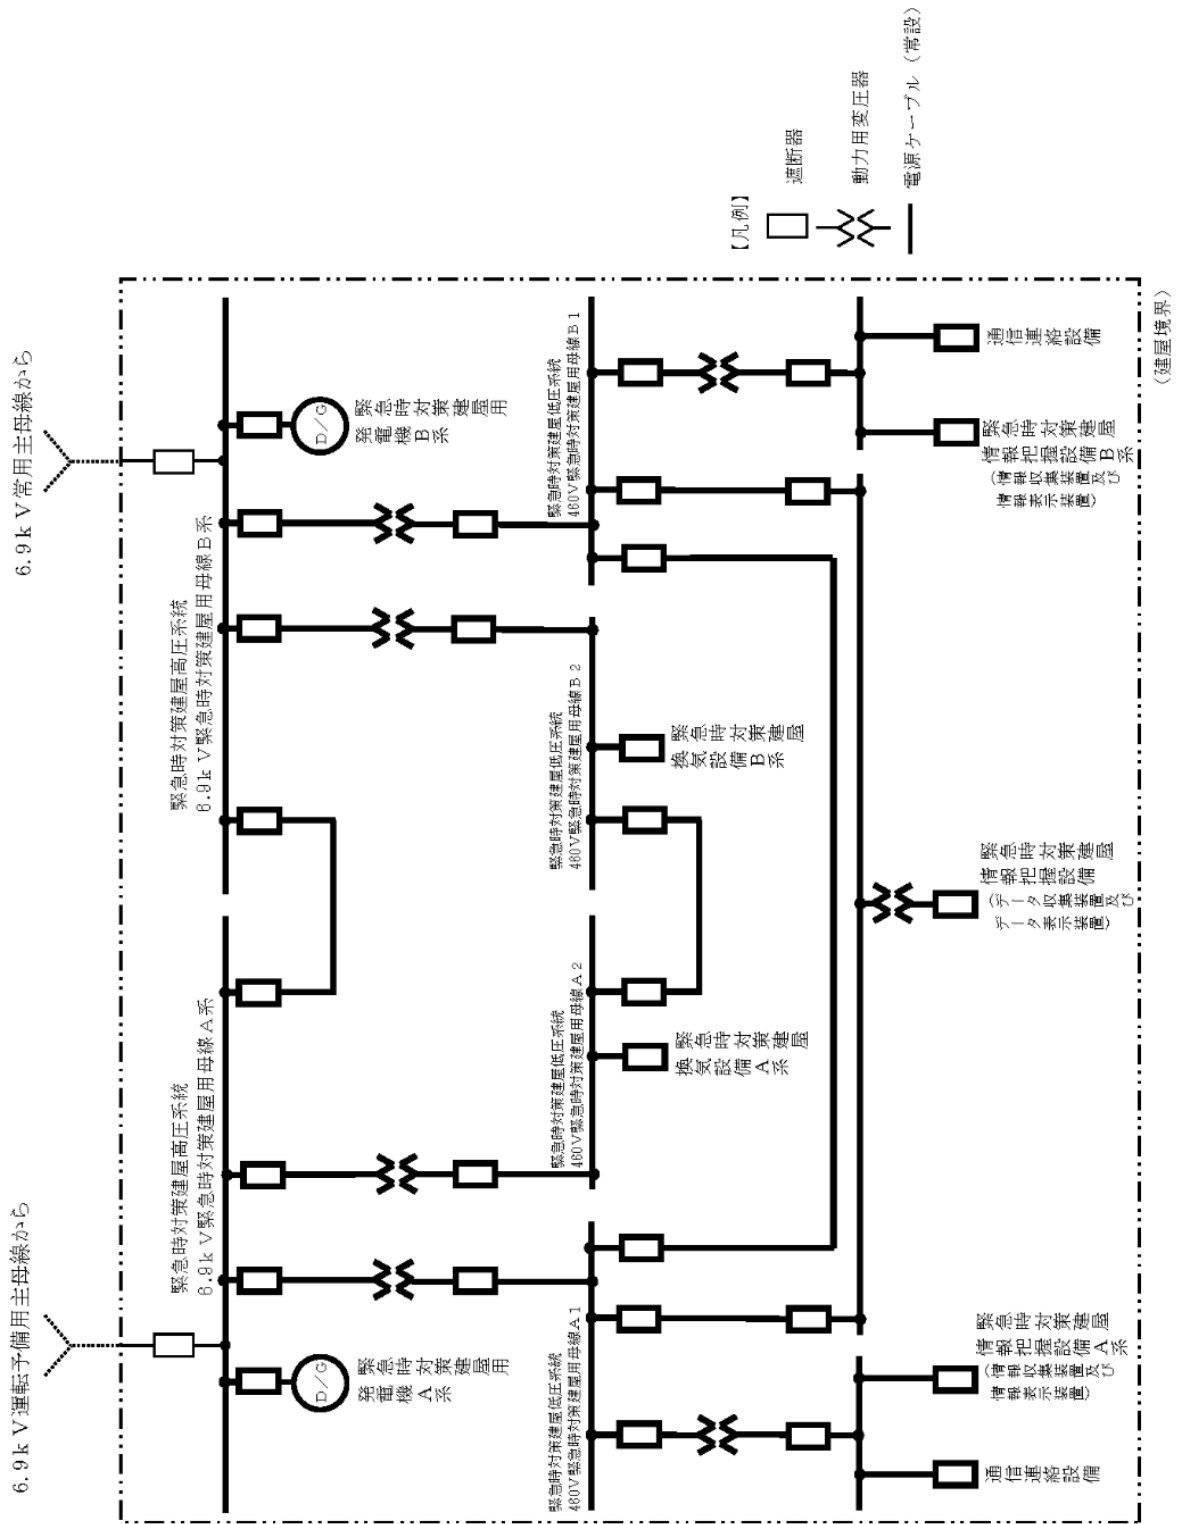 6.9kV運転予備用主母線から
6.9kV常用主母線から
緊急時対策建屋高圧系統
6.9kV緊急時対策建屋用母線A系
緊急時対策建屋高圧系統
6.9kV緊急時対策建屋用母線B系
D/G
緊急時対策建屋用
発電機A系
D/G
緊急時対策建屋用
発電機B系
緊急時対策建屋低圧系統
460V緊急時対策建屋用母線A1
緊急時対策建屋低圧系統
460V緊急時対策建屋用母線A2
緊急時対策建屋低圧系統
460V緊急時対策建屋用母線B2
緊急時対策建屋低圧系統
460V緊急時対策建屋用母線B1
緊急時対策建屋
換気設備A系
緊急時対策建屋
換気設備B系
通信連絡設備
緊急時対策建屋
情報把握設備A系
(情報収集装置及び
情報表示装置)
緊急時対策建屋
情報把握設備
(データ収集装置及び
データ表示装置)
緊急時対策建屋
情報把握設備B系
(情報収集装置及び
情報表示装置)
通信連絡設備
(建屋境界)
【凡例】
遮断器
動力用変圧器
電源ケーブル(常設)